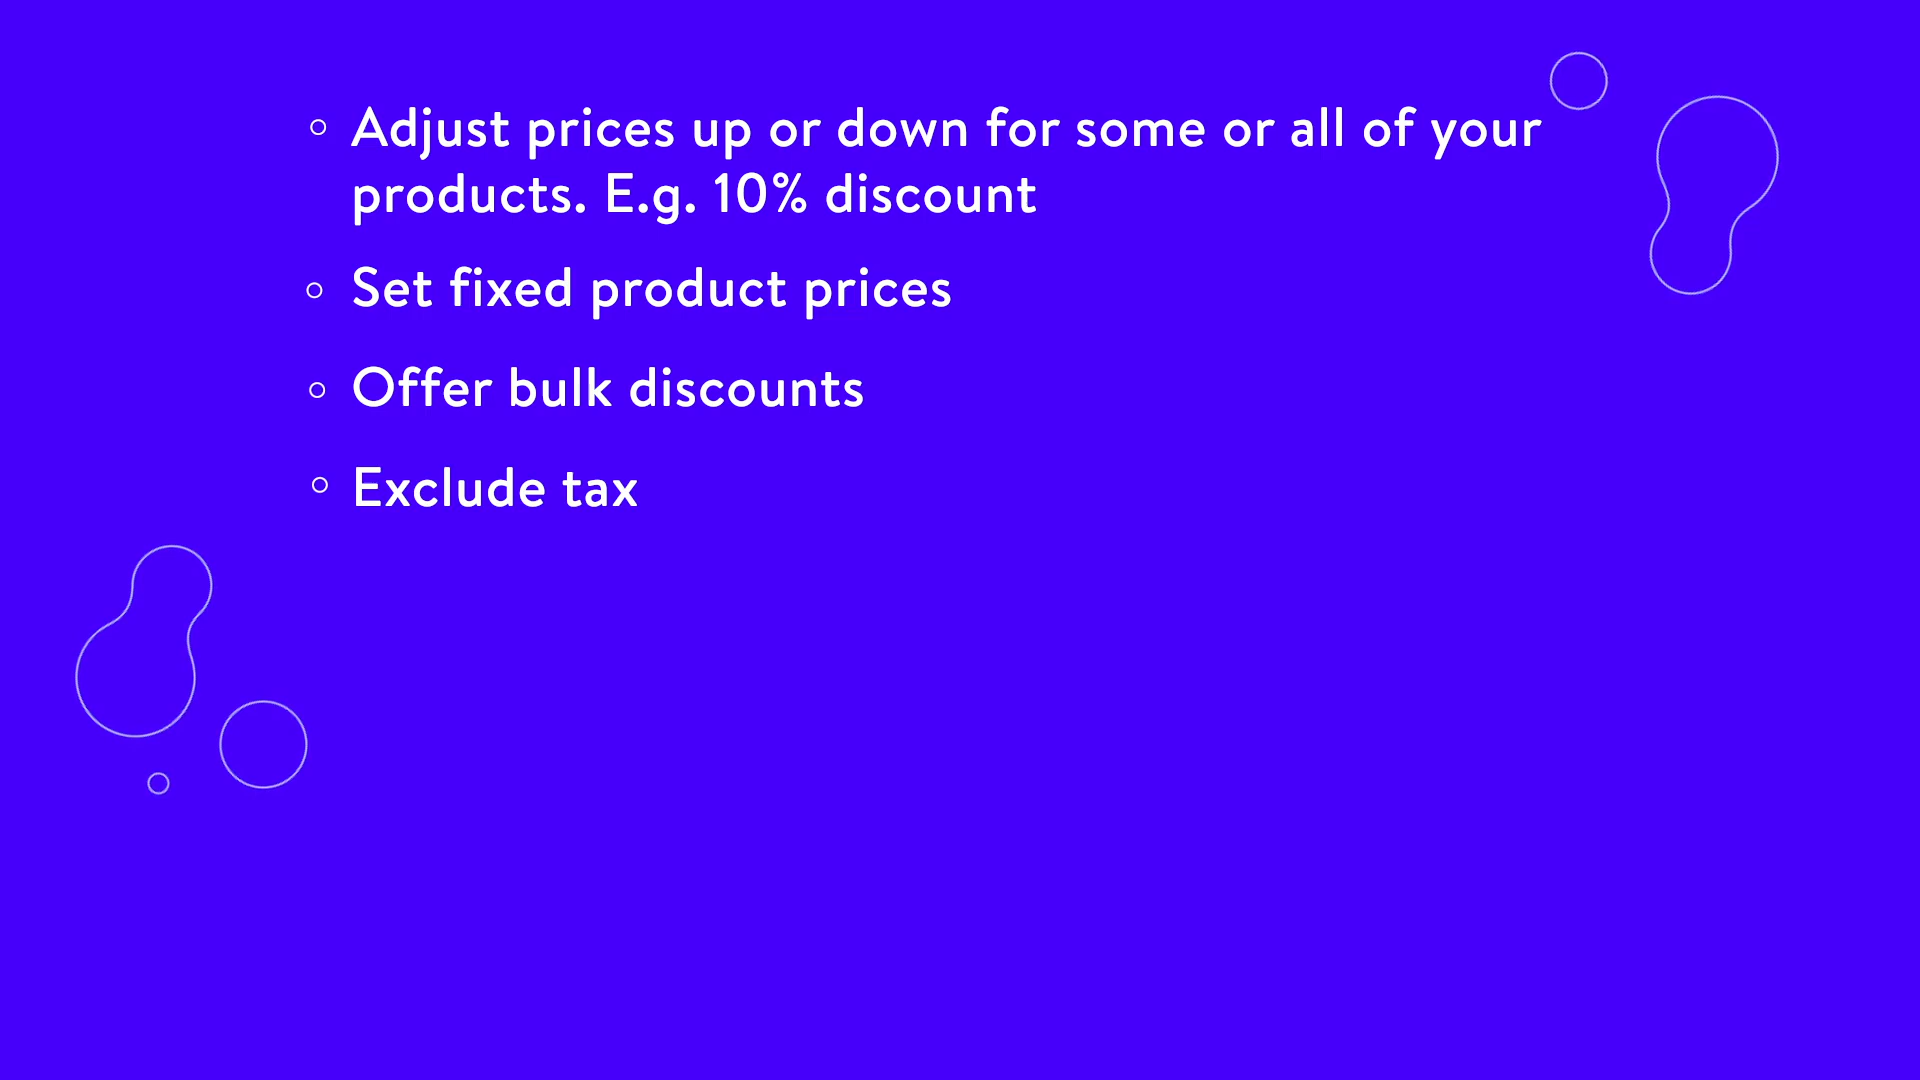 Adjust prices up or down for some or all of your
products. E.g. 10% discount
Set fixed product prices
Offer bulk discounts
Exclude tax